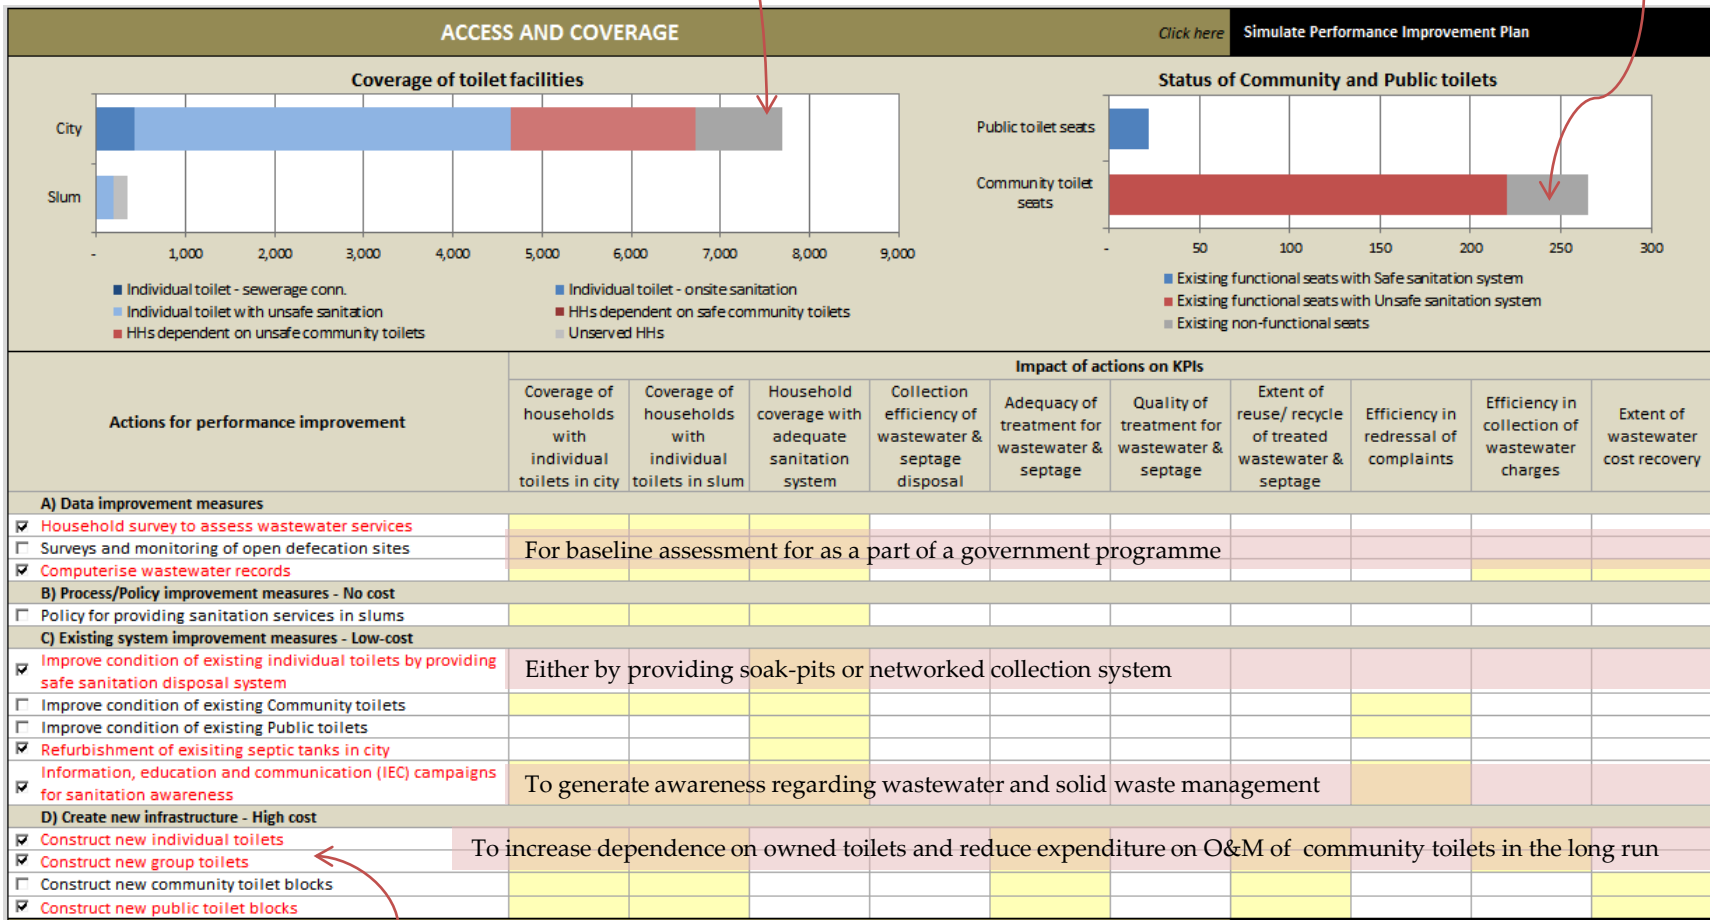 ACCESS AND COVERAGE
Click here
Simulate Performance Improvement Plan
Coverage of toilet facilities
City
Slum
- 1,000 2,000 3,000 4,000 5,000 6,000 7,000 8,000 9,000
Individual toilet - sewerage conn.
Individual toilet - onsite sanitation
Individual toilet with unsafe sanitation
HHs dependent on safe community toilets
HHs dependent on unsafe community toilets
Unserved HHs
Status of Community and Public toilets
Public toilet seats
Community toilet
seats
- 50 100 150 200 250 300
Existing functional seats with Safe sanitation system
Existing functional seats with Unsafe sanitation system
Existing non-functional seats
Actions for performance improvement
Impact of actions on KPIs
Coverage of
households
with
individual
toilets in city
Coverage of
households
with
individual
toilets in slum
Household
coverage with
adequate
sanitation
system
Collection
efficiency of
wastewater &
septage
disposal
Adequacy of
treatment for
wastewater &
septage
Quality of
treatment for
wastewater &
septage
Extent of
reuse/ recycle
of treated
wastewater &
septage
Efficiency in
redressal of
complaints
Efficiency in
collection of
wastewater
charges
Extent of
wastewater
cost recovery
A) Data improvement measures
Household survey to assess wastewater services
Surveys and monitoring of open defecation sites
For baseline assessment for as a part of a government programme
Computerise wastewater records
B) Process/Policy improvement measures - No cost
Policy for providing sanitation services in slums
C) Existing system improvement measures - Low-cost
Improve condition of existing individual toilets by providing
safe sanitation disposal system
Either by providing soak-pits or networked collection system
Improve condition of existing Community toilets
Improve condition of existing Public toilets
Refurbishment of exisiting septic tanks in city
Information, education and communication (IEC) campaigns
for sanitation awareness
To generate awareness regarding wastewater and solid waste management
D) Create new infrastructure - High cost
Construct new individual toilets
Construct new group toilets
To increase dependence on owned toilets and reduce expenditure on O&M of community toilets in the long run
Construct new community toilet blocks
Construct new public toilet blocks